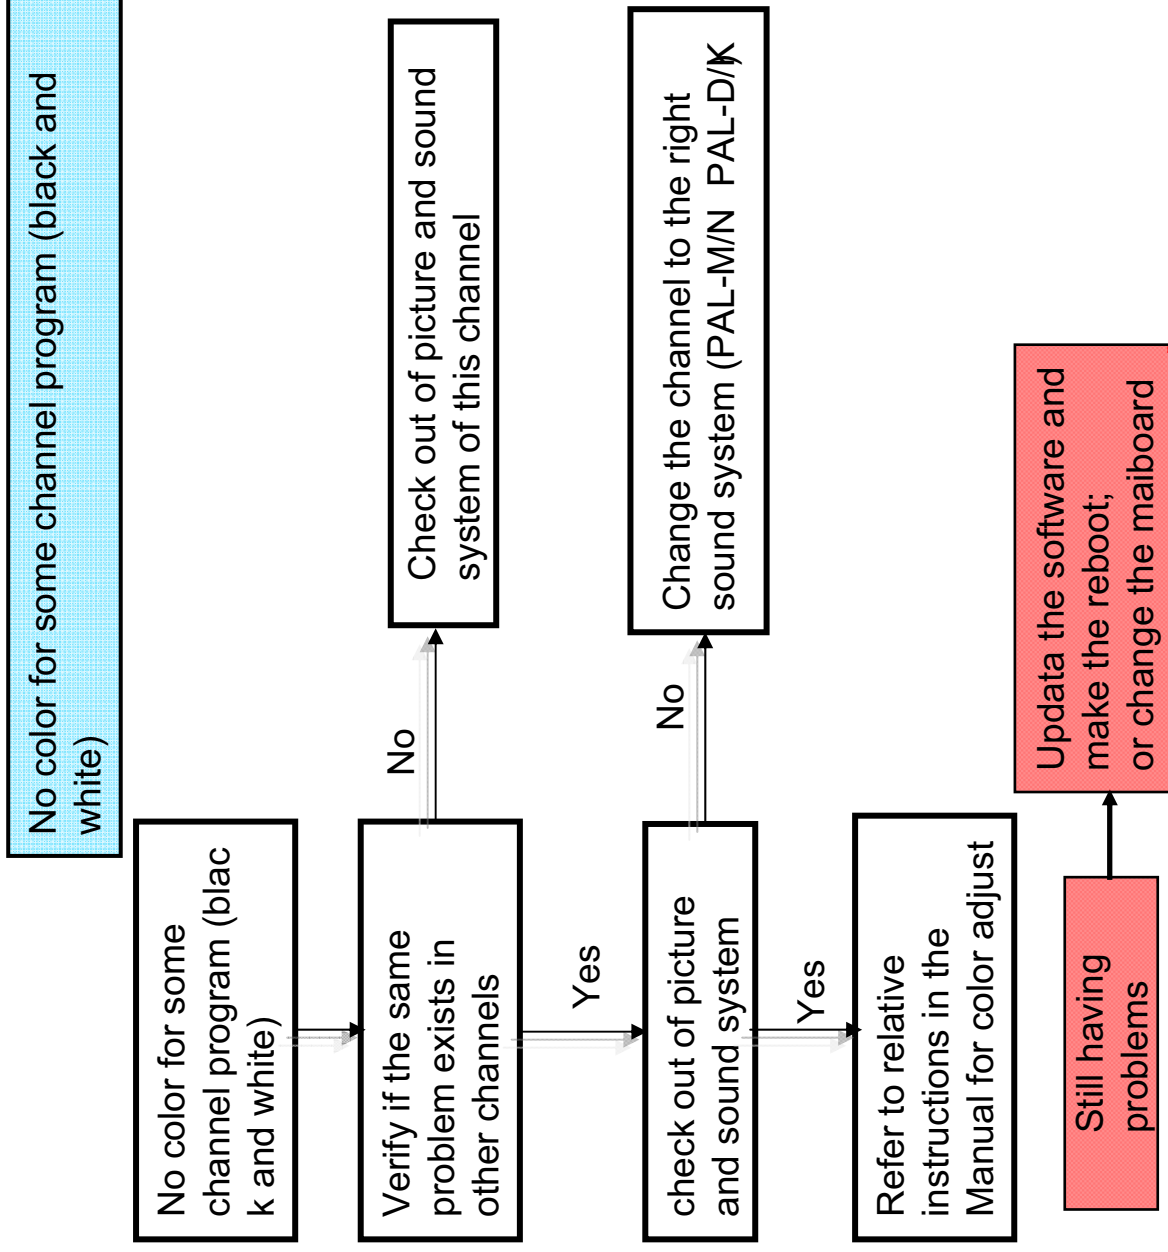 No color for some channel program (black and
white)
No color for some
channel program (blac
k and white)
Verify if the same
problem exists in
other channels
No
Check out of picture and sound
system of this channel
Yes
check out of picture
and sound system
No
Change the channel to the right
sound system (PAL-M/N  PAL-D/K
Yes
Refer to relative
instructions in the
Manual for color adjust
Still having
problems
Updata the software and
make the reboot;
or change the maiboard